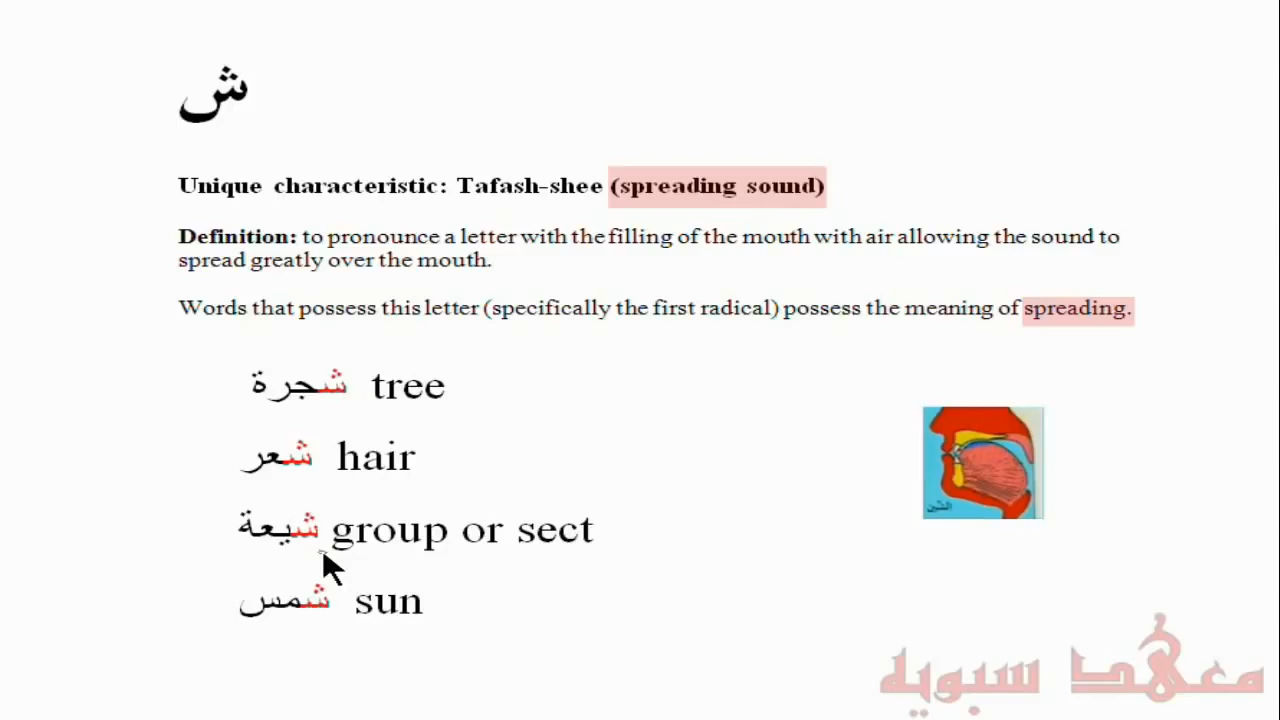 ش
Unique characteristic: Tafash-shee (spreading sound)
Definition: to pronounce a letter with the filling of the mouth with air allowing the sound to
spread greatly over the mouth.
Words that possess this letter (specifically the first radical) possess the meaning of spreading.
شجرة tree
شعر hair
شيعة group or sect
شمس sun
الشين
معهد سبويه